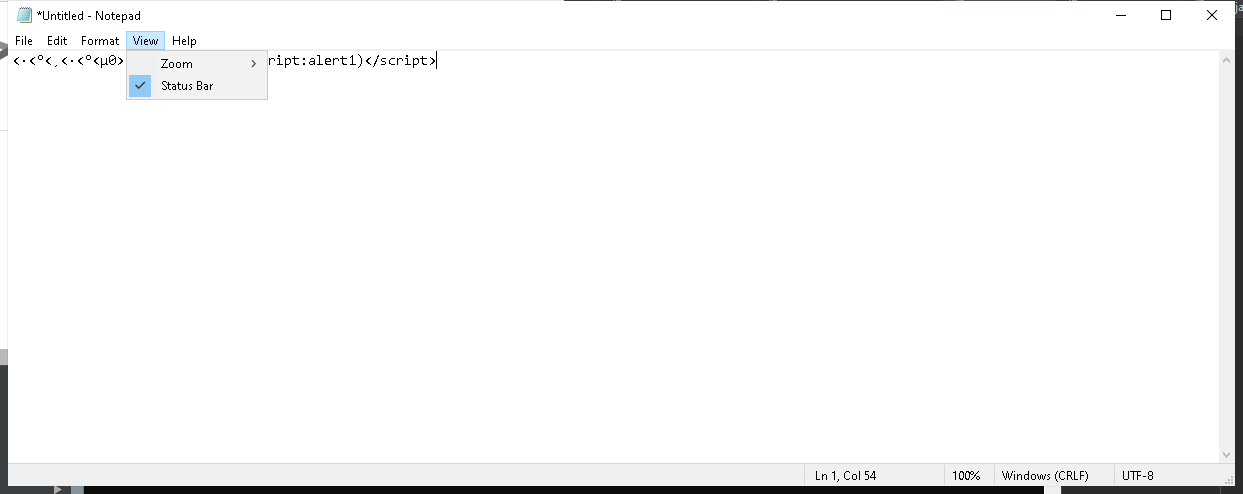 *Untitled - Notepad
File Edit Format View Help
<·<º<¸<·<º<µ0> ript:alert1)</script>
Zoom
Status Bar
Ln 1, Col 54 100% Windows (CRLF) UTF-8